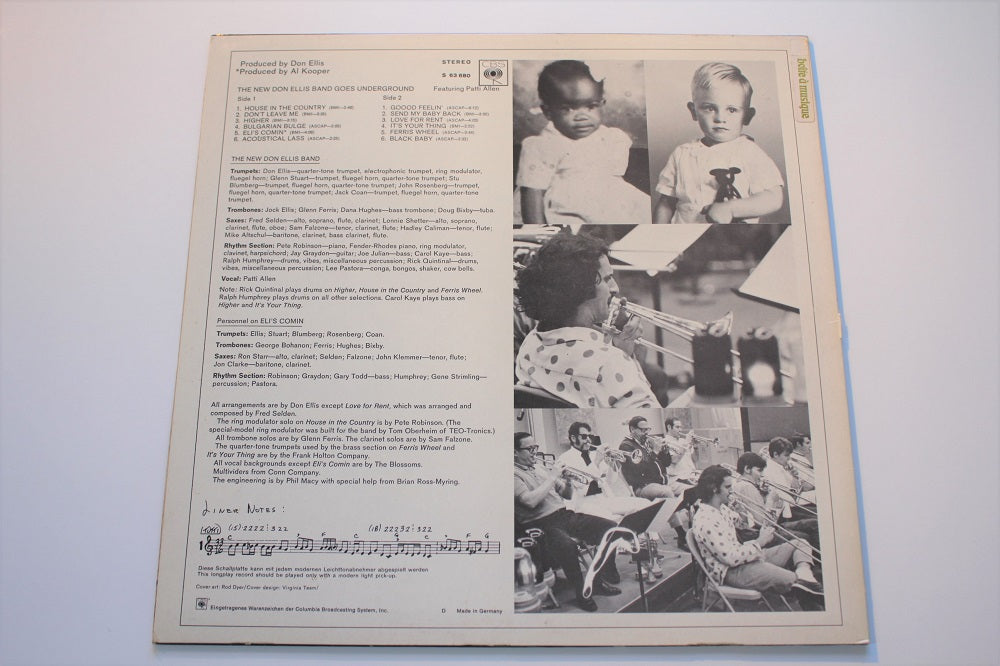 Produced by Don Ellis
*Produced by Al Kooper
STEREO
S 63 680
CBS
THE NEW DON ELLIS BAND GOES UNDERGROUND
Featuring Patti Allen
Side 1
1. HOUSE IN THE COUNTRY
2. DON'T LEAVE ME
3. HIGHER
4. BULGARIAN BULGE
5. ELI'S COMIN'
6. ACOUSTICAL LASS
Side 2
1. GOOOD FEELIN'
2. SEND MY BABY BACK
3. LOVE FOR RENT
4. IT'S YOUR THING
5. FERRIS WHEEL
6. BLACK BABY
THE NEW DON ELLIS BAND
Trumpets: Don Ellis—quarter-tone trumpet, electrophonic trumpet, ring modulator,
fluegel horn; Glenn Stuart—trumpet, fluegel horn, quarter-tone trumpet; Stu
Blumberg—trumpet, fluegel horn, quarter-tone trumpet; John Rosenberg—trumpet,
fluegel horn, quarter-tone trumpet; Jack Coan—trumpet, fluegel horn, quarter-tone
trumpet.
Trombones: Jock Ellis; Glenn Ferris; Dana Hughes—bass trombone; Doug Bixby—tuba.
Saxes: Fred Selden—alto, soprano, flute, clarinet; Lonnie Shetter—alto, soprano,
clarinet, flute, oboe; Sam Falzone—tenor, clarinet, flute; Hadley Caliman—tenor, flute;
Mike Altschul—baritone, clarinet, bass clarinet, flute.
Rhythm Section: Pete Robinson—piano, Fender-Rhodes piano, ring modulator,
clavinet, harpsichord; Jay Graydon—guitar; Joe Julian—bass; Carol Kaye—bass;
Ralph Humphrey—drums, vibes, miscellaneous percussion; Rick Quintinal—drums,
vibes, miscellaneous percussion; Lee Pastora—conga, bongos, shaker, cow bells.
Vocal: Patti Allen
'Note: Rick Quintinal plays drums on Higher, House in the Country and Ferris Wheel.
Ralph Humphrey plays drums on all other selections. Carol Kaye plays bass on
Higher and It's Your Thing.
Personnel on ELI'S COMIN
Trumpets: Ellis; Stuart; Blumberg; Rosenberg; Coan.
Trombones: George Bohanon; Ferris; Hughes; Bixby.
Saxes: Ron Starr—alto, clarinet; Selden; Falzone; John Klemmer—tenor, flute;
Jon Clarke—baritone, clarinet.
Rhythm Section: Robinson; Graydon; Gary Todd—bass; Humphrey; Gene Strimling—
percussion; Pastora.
All arrangements are by Don Ellis except Love for Rent, which was arranged and
composed by Fred Selden.
The ring modulator solo on House in the Country is by Pete Robinson. (The
special-model ring modulator was built for the band by Tom Oberheim of TEO-Tronics.)
All trombone solos are by Glenn Ferris. The clarinet solos are by Sam Falzone.
The quarter-tone trumpets used by the brass section on Ferris Wheel and
It's Your Thing are by the Frank Holton Company.
All vocal backgrounds except Eli's Comin are by The Blossoms.
Multividers from Conn Company.
The engineering is by Phil Macy with special help from Brian Ross-Myring.
LINER NOTES:
(15) 2222:322
(18) 22232:322
C F C G C F G
Diese Schallplatte kann mit jedem modernen Leichttonabnehmer abgespielt werden
This longplay record should be played only with a modern light pick-up.
Cover art: Rod Dyer/Cover design: Virginia Team/
Eingetragenes Warenzeichen der Columbia Broadcasting System, Inc.
D
Made in Germany
boîte à musique